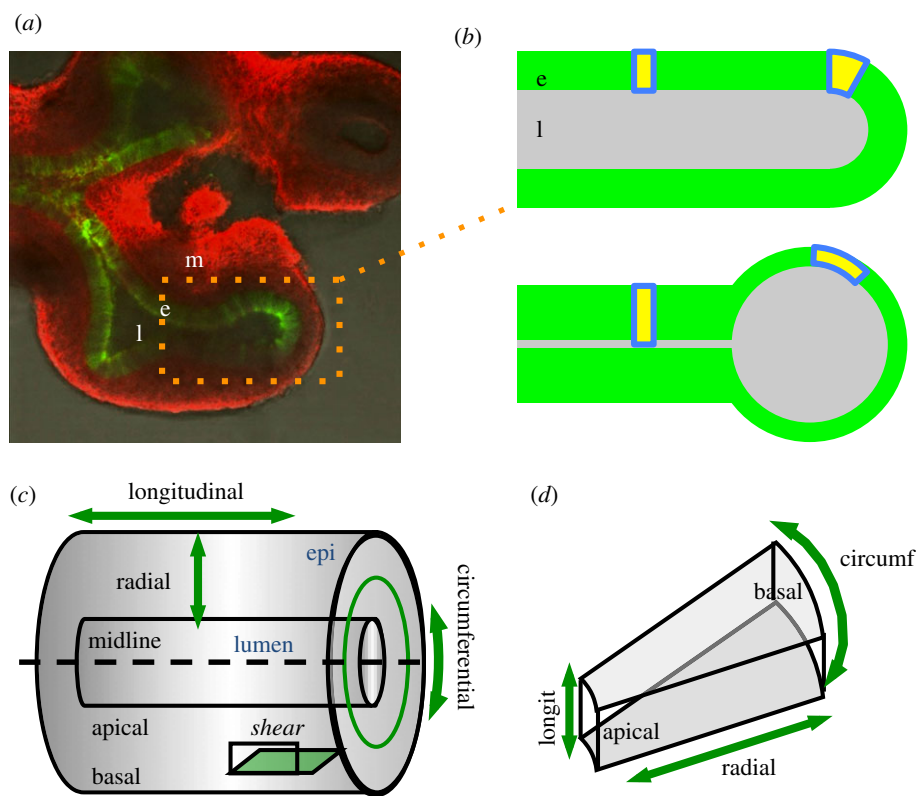 (a)
m
e
l
(b)
e
l
(c)
longitudinal
epi
radial
circumferential
midline
lumen
apical
shear
basal
(d)
circumf
basal
longit
apical
radial